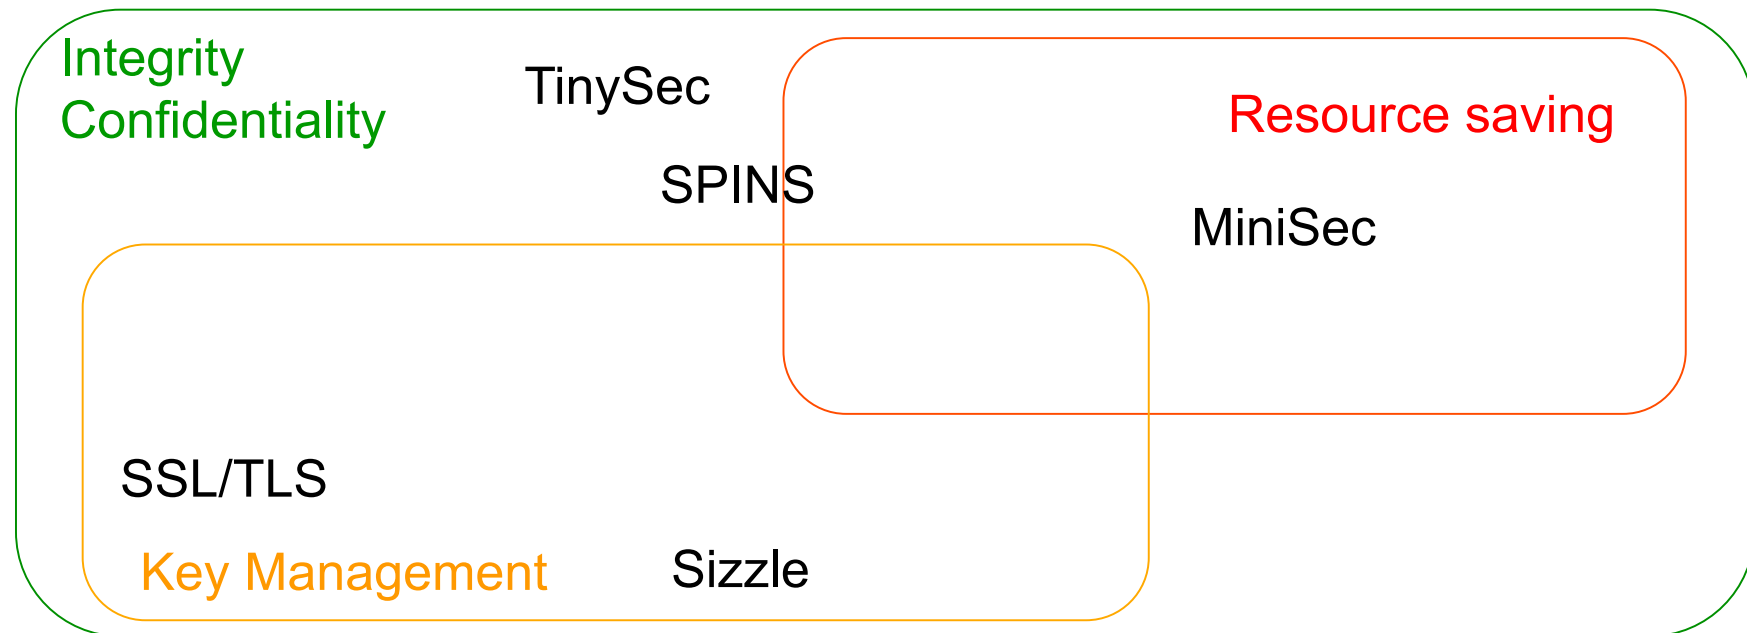 Integrity
Confidentiality
TinySec
Resource saving
SPINS
MiniSec
SSL/TLS
Key Management
Sizzle